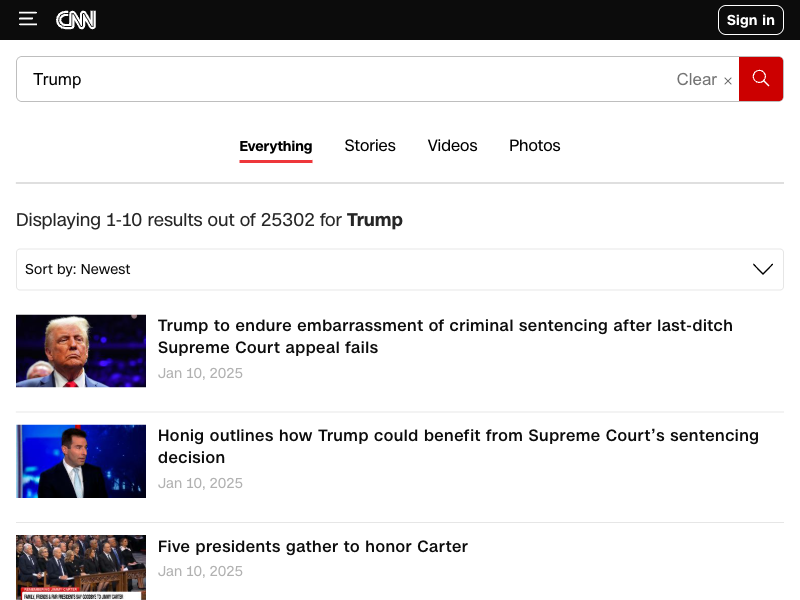 CNN
Sign in
Trump
Clear ×
Everything Stories Videos Photos
Displaying 1-10 results out of 25302 for Trump
Sort by: Newest
Trump to endure embarrassment of criminal sentencing after last-ditch
Supreme Court appeal fails
Jan 10, 2025
Honig outlines how Trump could benefit from Supreme Court’s sentencing
decision
Jan 10, 2025
Five presidents gather to honor Carter
Jan 10, 2025
REMEMBERING JIMMY CARTER
FAMILY, FRIENDS & FIVE PRESIDENTS SAY GOODBYE TO JIMMY CARTER